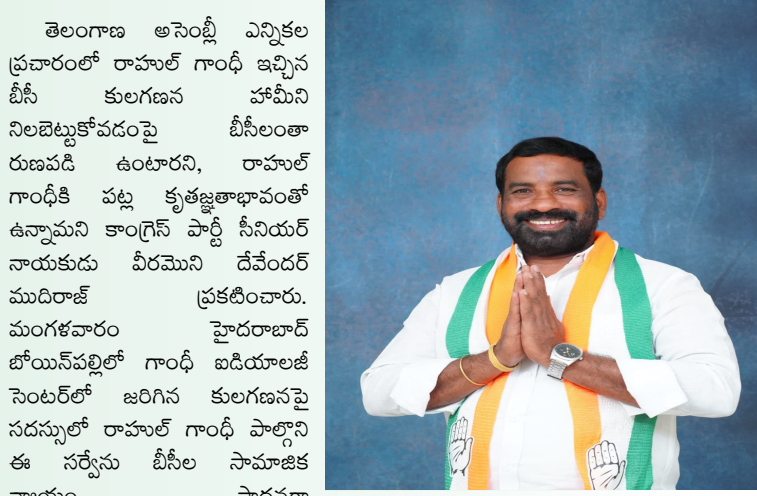 తెలంగాణ అసెంబ్లీ ఎన్నికల
ప్రచారంలో రాహుల్ గాంధీ ఇచ్చిన
బీసీ కులగణన హామీని
నిలబెట్టుకోవడంపై బీసీలంతా
రుణపడి ఉంటారని, రాహుల్
గాంధీకి పట్ల కృతజ్ఞతాభావంతో
ఉన్నామని కాంగ్రెస్ పార్టీ సీనియర్
నాయకుడు వీరమొని దేవేందర్
ముదిరాజ్ ప్రకటించారు.
మంగళవారం హైదరాబాద్
బోయిన్‌పల్లిలో గాంధీ ఐడియాలజీ
సెంటర్‌లో జరిగిన కులగణనపై
సదస్సులో రాహుల్ గాంధీ పాల్గొని
ఈ సర్వేను బీసీల సామాజిక